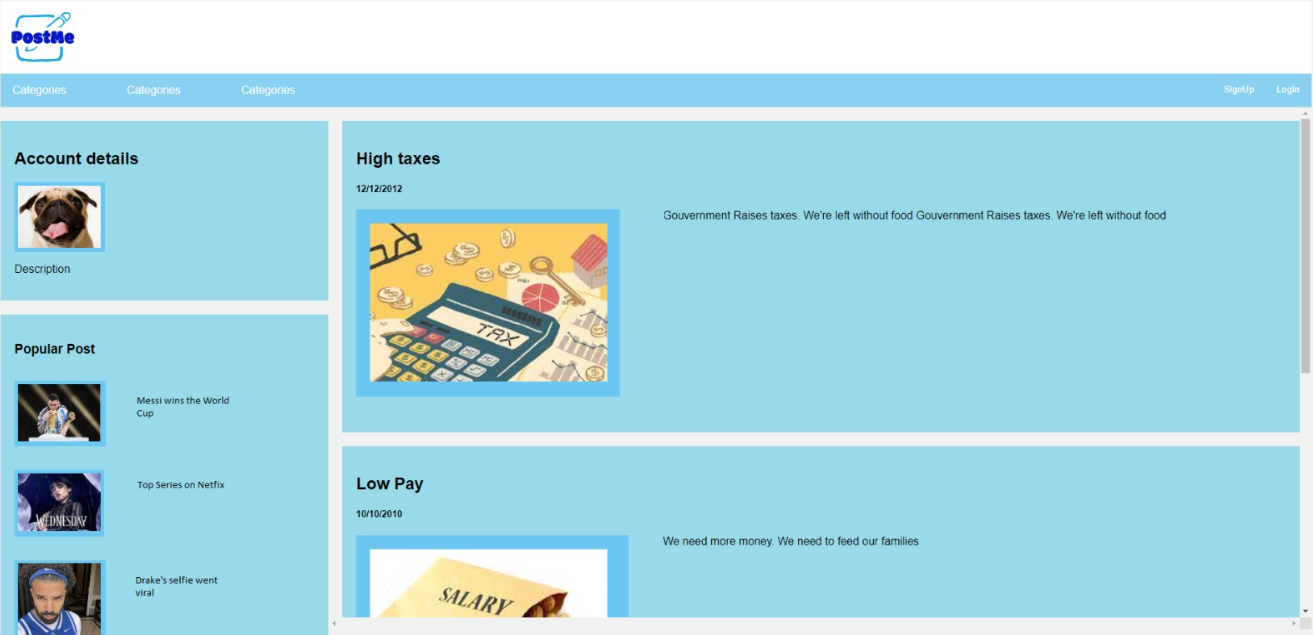 PostMe
Categories
Categories
Categories
SignUp
LogIn
Account details
Description
Popular Post
Messi wins the World
Cup
Top Series on Netfix
WEDNESDAY
Drake's selfie went
viral
High taxes
12/12/2012
TAX
Gouvernment Raises taxes. We're left without food Gouvernment Raises taxes. We're left without food
Low Pay
10/10/2010
SALARY
We need more money. We need to feed our families